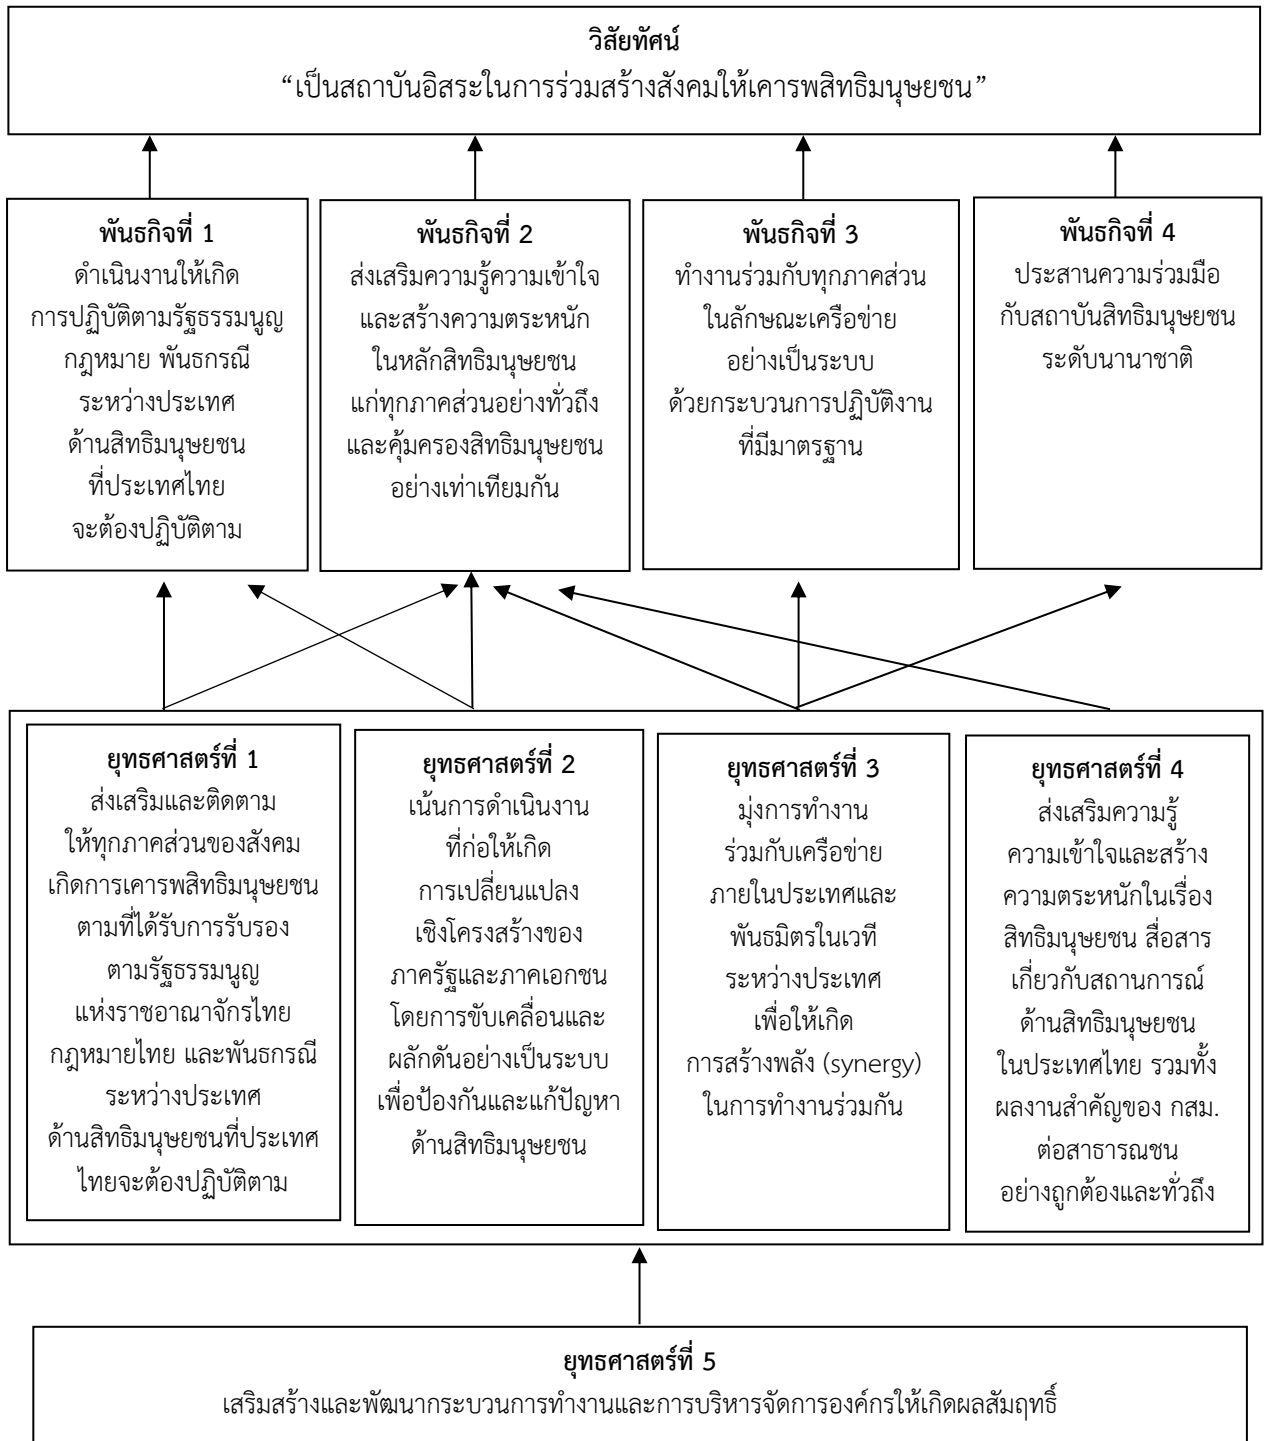 วิสัยทัศน์
“เป็นสถาบันอิสระในการร่วมสร้างสังคมให้เคารพสิทธิมนุษยชน”
พันธกิจที่ 1
ดำเนินงานให้เกิด
การปฏิบัติตามรัฐธรรมนูญ
กฎหมาย พันธกรณี
ระหว่างประเทศ
ด้านสิทธิมนุษยชน
ที่ประเทศไทย
จะต้องปฏิบัติตาม
พันธกิจที่ 2
ส่งเสริมความรู้ความเข้าใจ
และสร้างความตระหนัก
ในหลักสิทธิมนุษยชน
แก่ทุกภาคส่วนอย่างทั่วถึง
และคุ้มครองสิทธิมนุษยชน
อย่างเท่าเทียมกัน
พันธกิจที่ 3
ทำงานร่วมกับทุกภาคส่วน
ในลักษณะเครือข่าย
อย่างเป็นระบบ
ด้วยกระบวนการปฏิบัติงาน
ที่มีมาตรฐาน
พันธกิจที่ 4
ประสานความร่วมมือ
กับสถาบันสิทธิมนุษยชน
ระดับนานาชาติ
ยุทธศาสตร์ที่ 1
ส่งเสริมและติดตาม
ให้ทุกภาคส่วนของสังคม
เกิดการเคารพสิทธิมนุษยชน
ตามที่ได้รับการรับรอง
ตามรัฐธรรมนูญ
แห่งราชอาณาจักรไทย
กฎหมายไทย และพันธกรณี
ระหว่างประเทศ
ด้านสิทธิมนุษยชนที่ประเทศ
ไทยจะต้องปฏิบัติตาม
ยุทธศาสตร์ที่ 2
เน้นการดำเนินงาน
ที่ก่อให้เกิด
การเปลี่ยนแปลง
เชิงโครงสร้างของ
ภาครัฐและภาคเอกชน
โดยการขับเคลื่อนและ
ผลักดันอย่างเป็นระบบ
เพื่อป้องกันและแก้ปัญหา
ด้านสิทธิมนุษยชน
ยุทธศาสตร์ที่ 3
มุ่งการทำงาน
ร่วมกับเครือข่าย
ภายในประเทศและ
พันธมิตรในเวที
ระหว่างประเทศ
เพื่อให้เกิด
การสร้างพลัง (synergy)
ในการทำงานร่วมกัน
ยุทธศาสตร์ที่ 4
ส่งเสริมความรู้
ความเข้าใจและสร้าง
ความตระหนักในเรื่อง
สิทธิมนุษยชน สื่อสาร
เกี่ยวกับสถานการณ์
ด้านสิทธิมนุษยชน
ในประเทศไทย รวมทั้ง
ผลงานสำคัญของ กสม.
ต่อสาธารณชน
อย่างถูกต้องและทั่วถึง
ยุทธศาสตร์ที่ 5
เสริมสร้างและพัฒนากระบวนการทำงานและการบริหารจัดการองค์กรให้เกิดผลสัมฤทธิ์